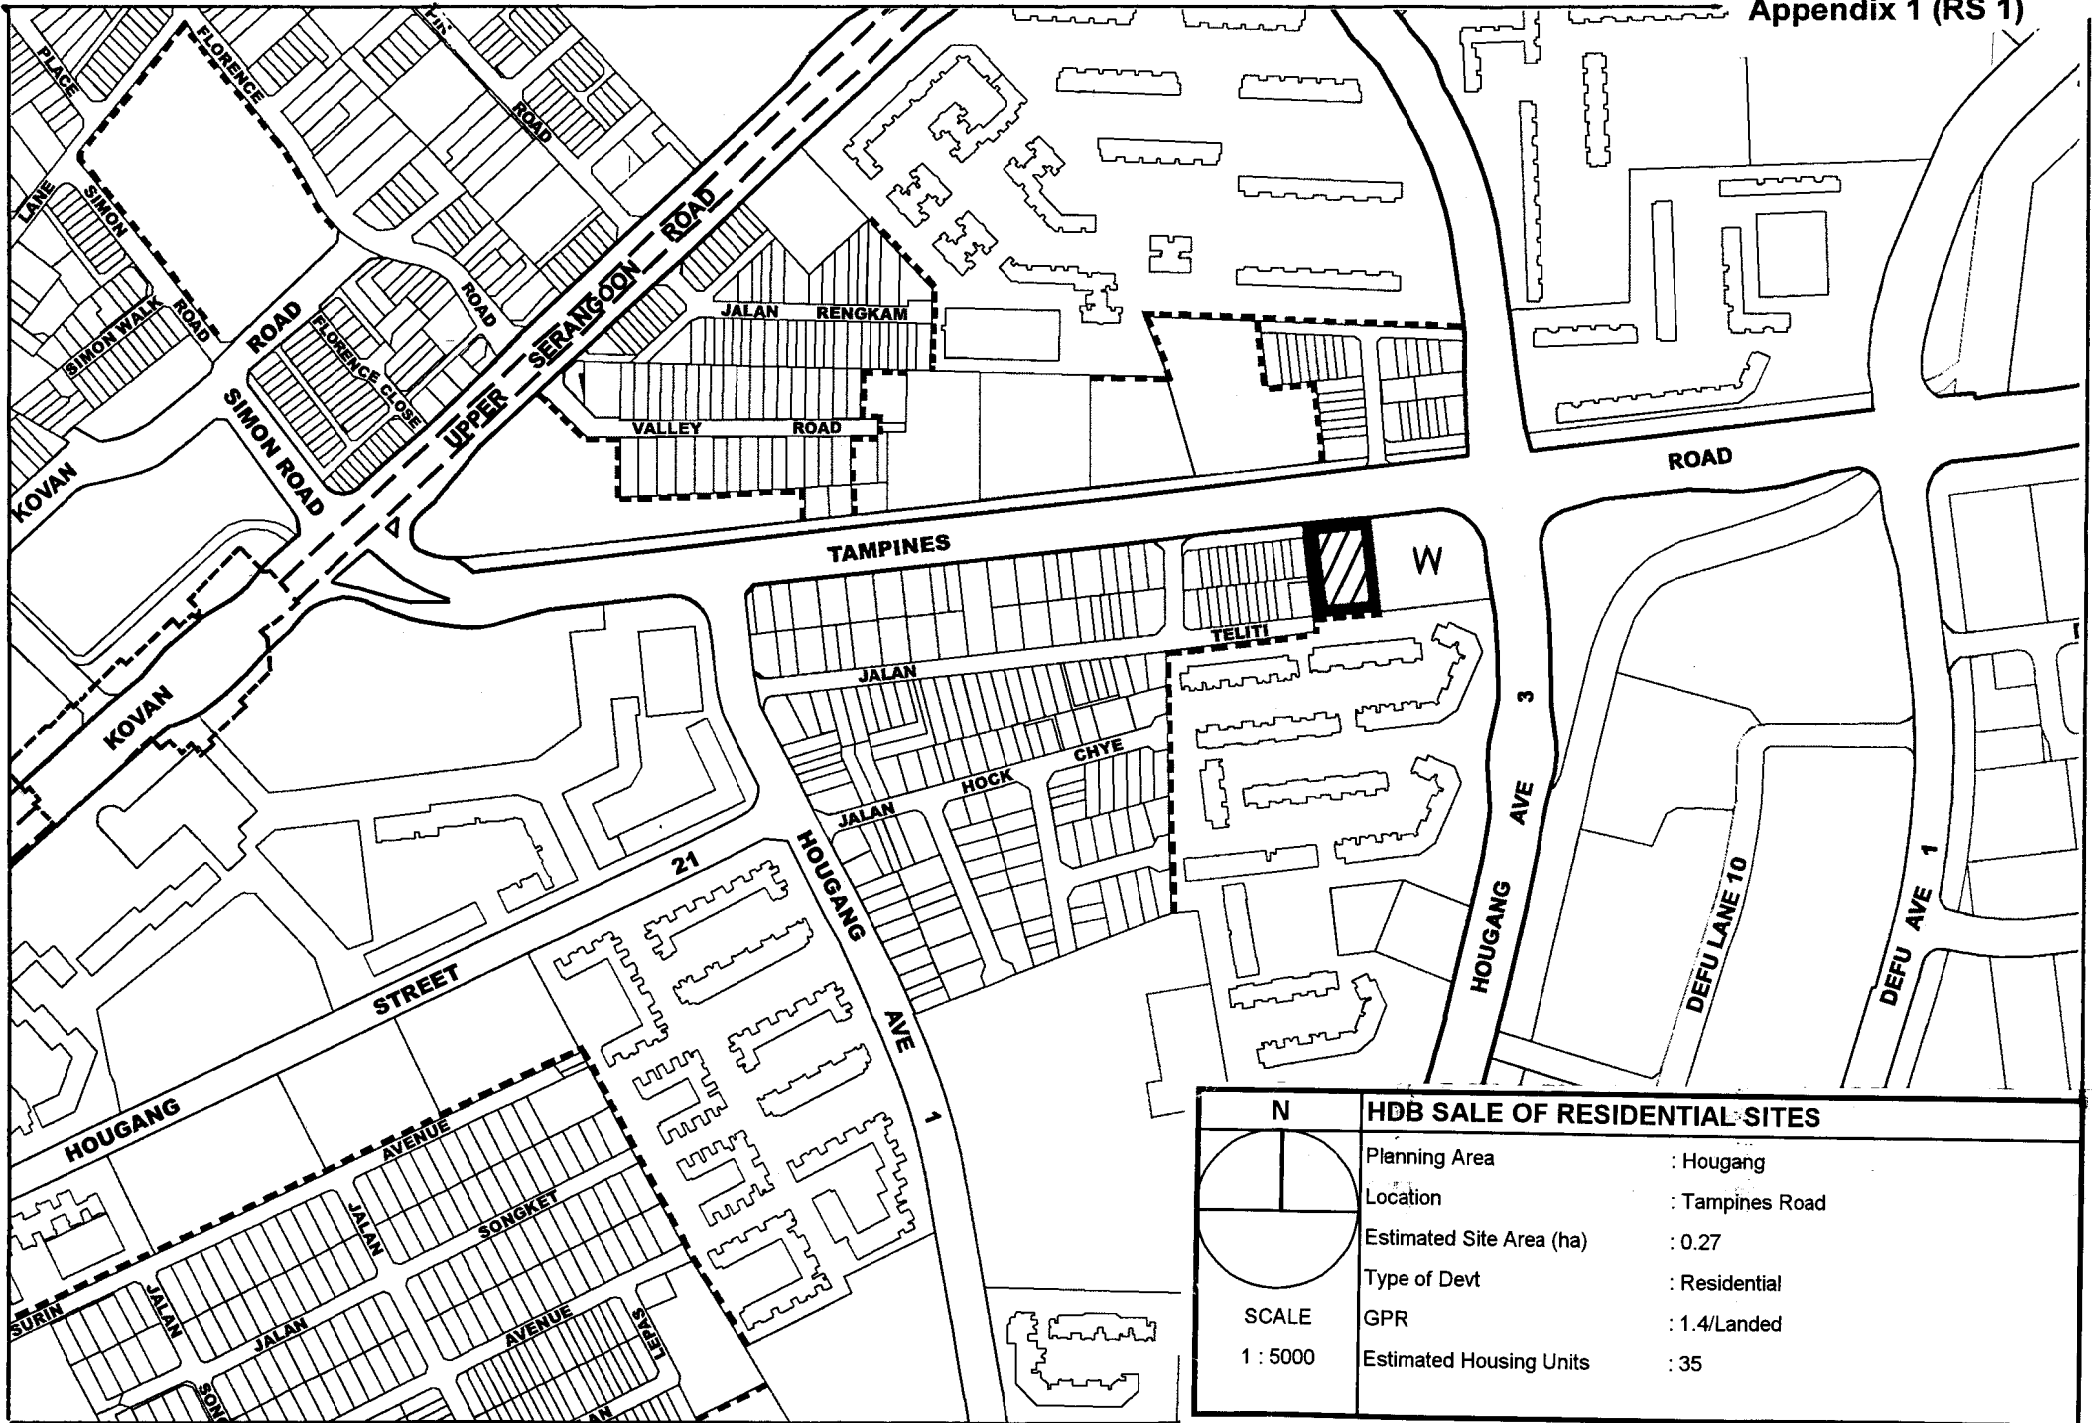 Appendix 1 (RS 1)
PLACE
FLORENCE
ROAD
LANE
SIMON
ROAD
SIMON WALK
ROAD
ROAD
FLORENCE CLOSE
SIMON ROAD
KOVAN
UPPER SERANGOON ROAD
JALAN RENGKAM
VALLEY ROAD
TAMPINES
ROAD
W
JALAN TELITI
JALAN HOCK CHYE
KOVAN
HOUGANG AVE 3
DEFU LANE 10
DEFU AVE 1
HOUGANG STREET 21
HOUGANG AVE 1
SURIN AVENUE
JALAN
SONGKET
JALAN
JALAN
AVENUE
LEPAS
N
SCALE
1 : 5000
HDB SALE OF RESIDENTIAL SITES
Planning Area : Hougang
Location : Tampines Road
Estimated Site Area (ha) : 0.27
Type of Devt : Residential
GPR : 1.4/Landed
Estimated Housing Units : 35